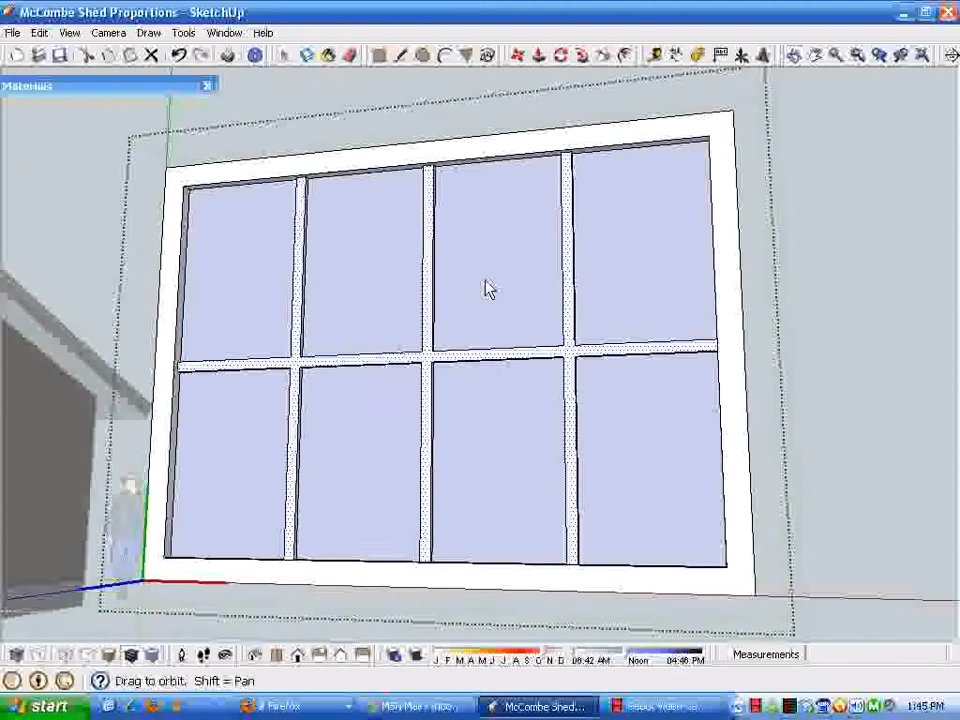 McCombe Shed Proportions - SketchUp
File Edit View Camera Draw Tools Window Help
Materials
J F M A M J J A S O N D 06:42 AM Noon 04:46 PM Measurements
Drag to orbit. Shift = Pan
start Firefox McCombe Shed... 1:45 PM